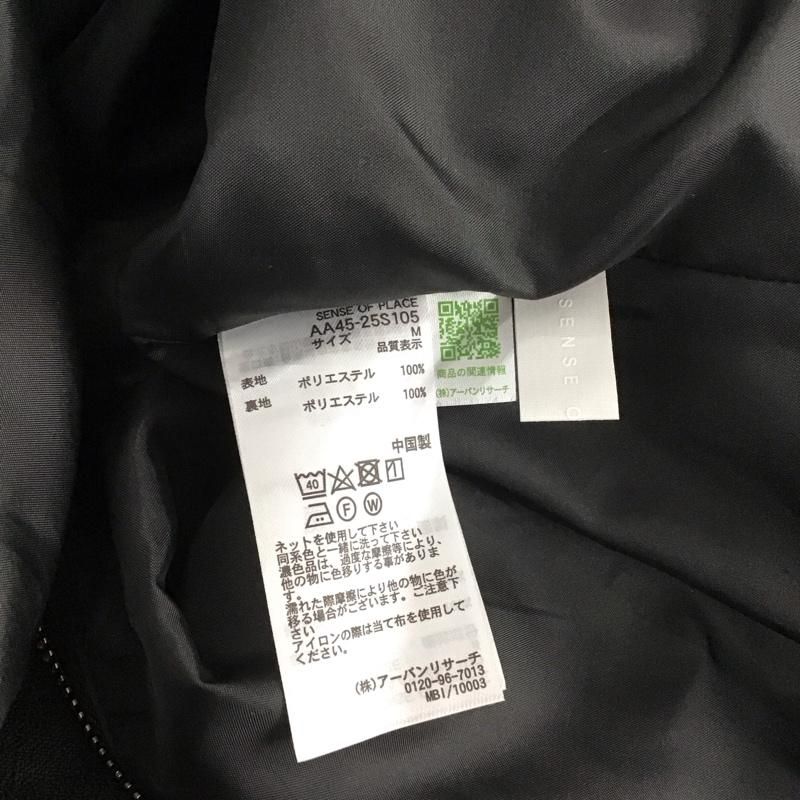 SENSE OF PLACE
AA45-25S105
サイズ M
品質表示
表地 ポリエステル 100%
裏地 ポリエステル 100%
中国製
40
F W
ネットを使用して下さい
同系色と一緒に洗って下さい
濃色品は、過度な摩擦等により、
他の物に色移りする事がありま
す。
濡れた際摩擦により他の物に色が
移る場合がございます。ご注意下
さい
アイロンの際は当て布を使用して
ください。
(株)アーバンリサーチ
0120-96-7013
MBI/10003
商品の関連情報
(株)アーバンリサーチ
SENSE O